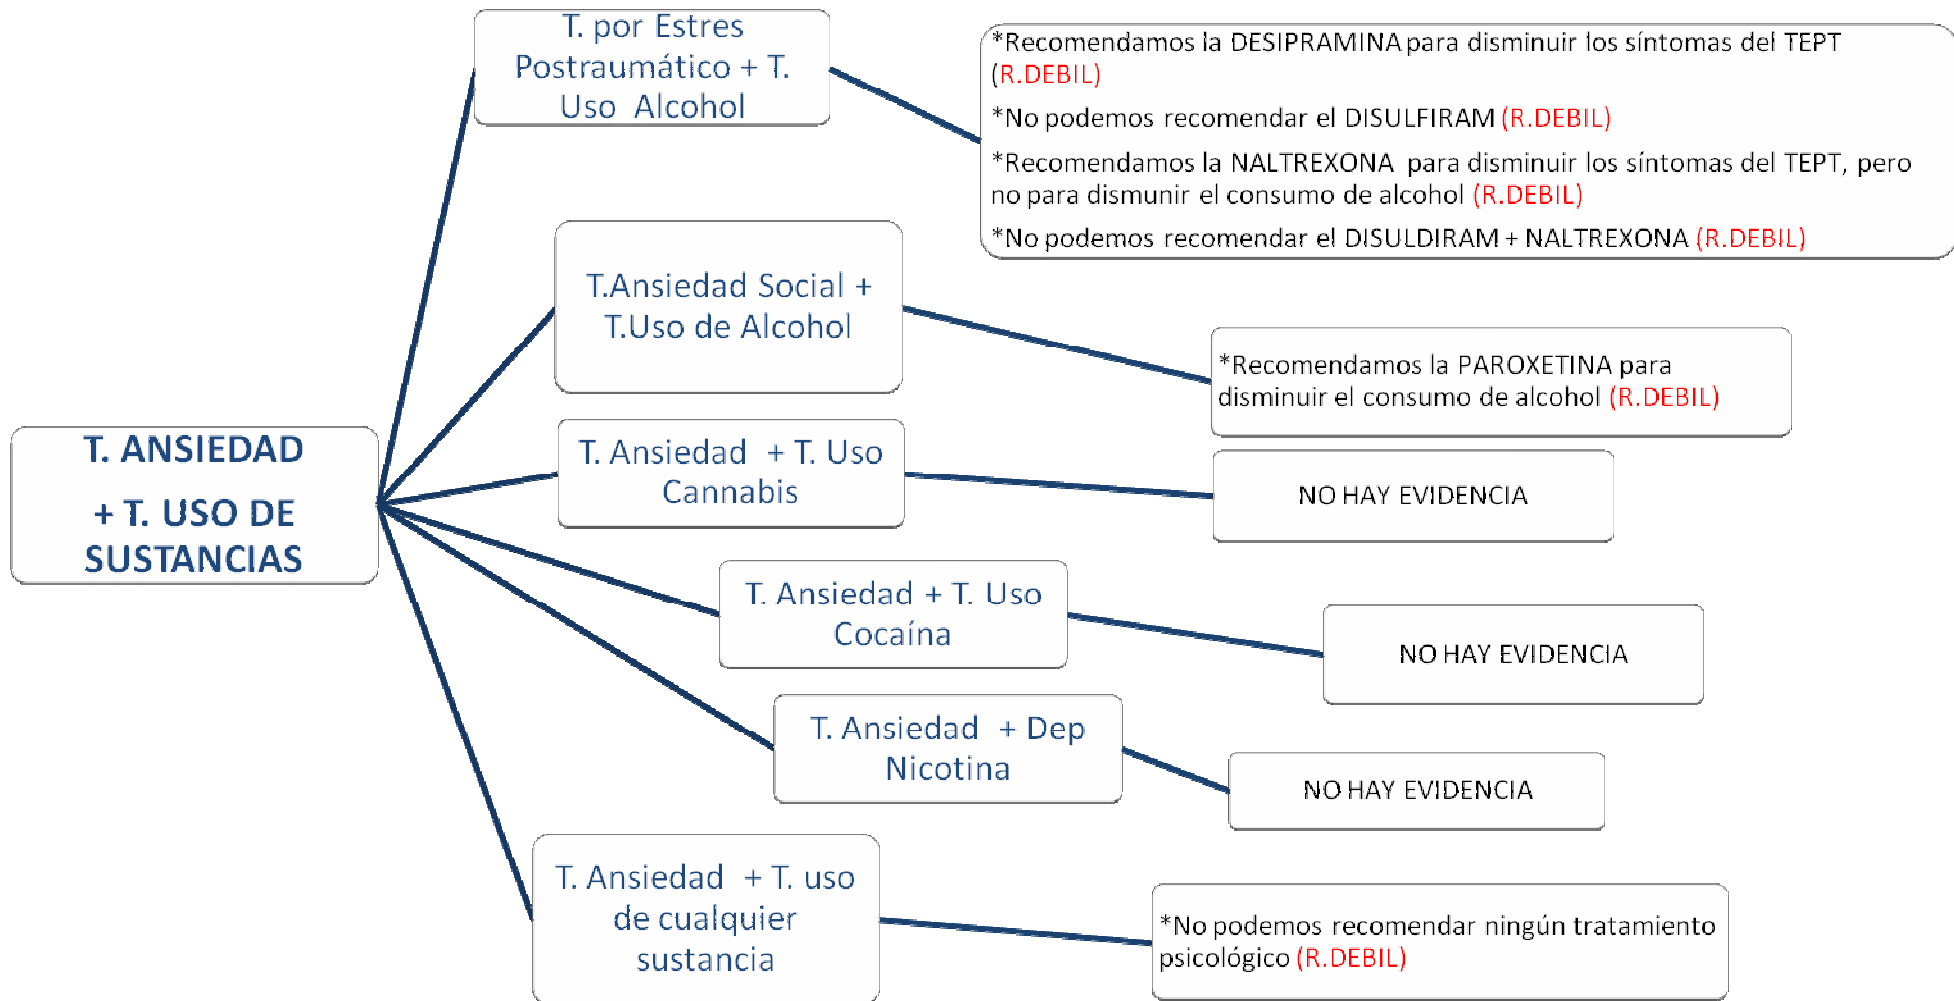 T. por Estres
Postraumático + T.
Uso Alcohol
*Recomendamos la DESIPRAMINA para disminuir los síntomas del TEPT
(R.DEBIL)
*No podemos recomendar el DISULFIRAM (R.DEBIL)
*Recomendamos la NALTREXONA para disminuir los síntomas del TEPT, pero
no para dismunir el consumo de alcohol (R.DEBIL)
*No podemos recomendar el DISULDIRAM + NALTREXONA (R.DEBIL)
T.Ansiedad Social +
T.Uso de Alcohol
*Recomendamos la PAROXETINA para
disminuir el consumo de alcohol (R.DEBIL)
T. ANSIEDAD
+ T. USO DE
SUSTANCIAS
T. Ansiedad + T. Uso
Cannabis
NO HAY EVIDENCIA
T. Ansiedad + T. Uso
Cocaína
NO HAY EVIDENCIA
T. Ansiedad + Dep
Nicotina
NO HAY EVIDENCIA
T. Ansiedad + T. uso
de cualquier
sustancia
*No podemos recomendar ningún tratamiento
psicológico (R.DEBIL)